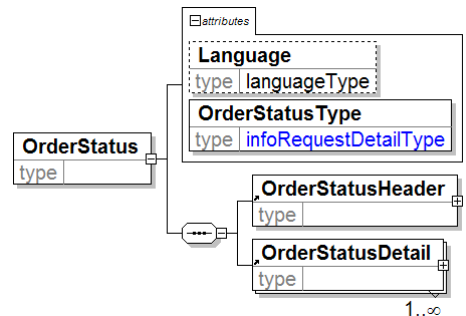 attributes
Language
type languageType
OrderStatusType
type infoRequestDetailType
OrderStatus
type
OrderStatusHeader
type
OrderStatusDetail
type
1..∞